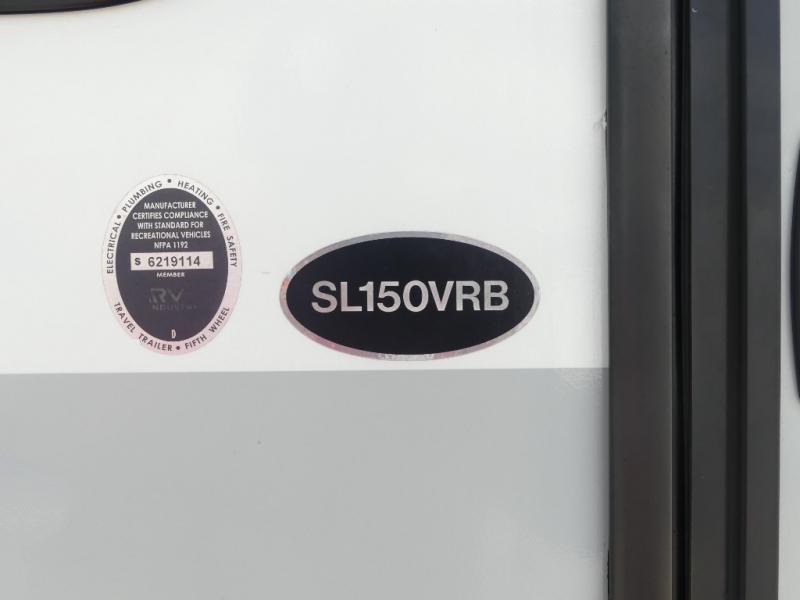 ELECTRICAL • PLUMBING • HEATING • FIRE SAFETY
MANUFACTURER
CERTIFIES COMPLIANCE
WITH STANDARD FOR
RECREATIONAL VEHICLES
NFPA 1192
S 6219114
MEMBER
RV
INDUSTRY
D
TRAVEL TRAILER • FIFTH WHEEL
SL150VRB